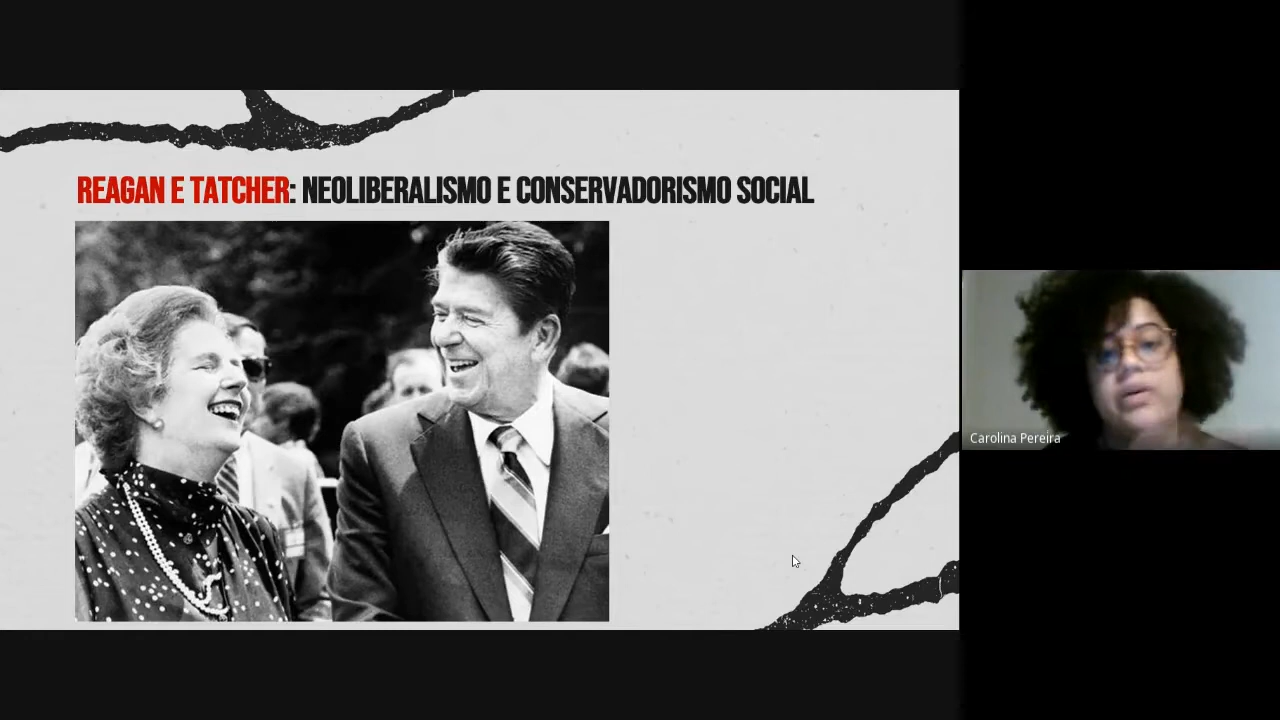 REAGAN E TATCHER: NEOLIBERALISMO E CONSERVADORISMO SOCIAL
Carolina Pereira